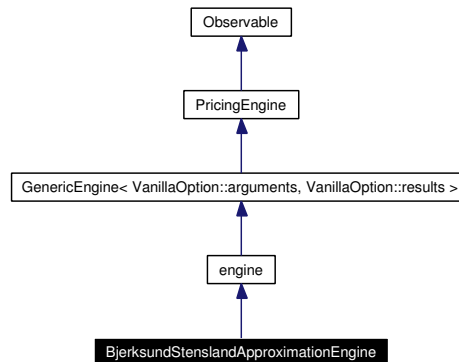 Observable
PricingEngine
GenericEngine< VanillaOption::arguments, VanillaOption::results >
engine
BjerksundStenslandApproximationEngine